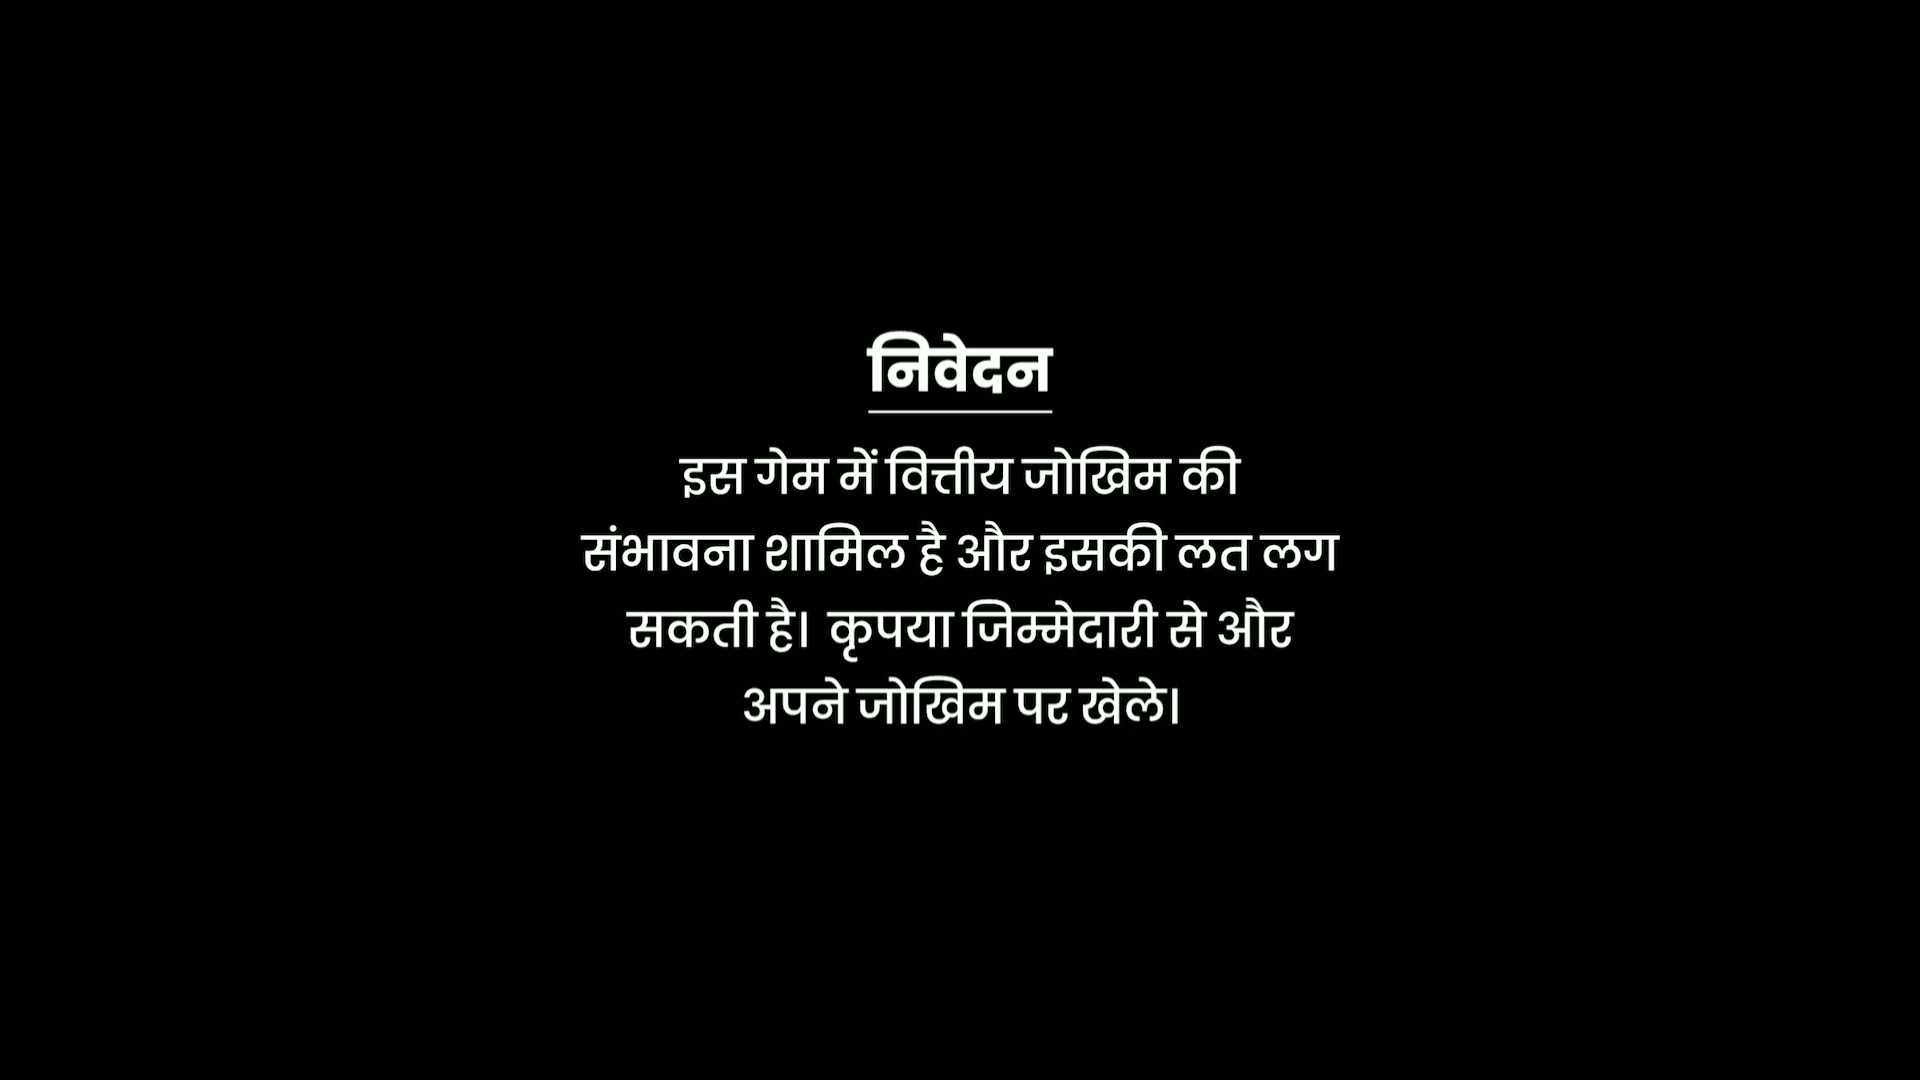 निवेदन
इस गेम में वित्तीय जोखिम की
संभावना शामिल है और इसकी लत लग
सकती है। कृपया जिम्मेदारी से और
अपने जोखिम पर खेले।